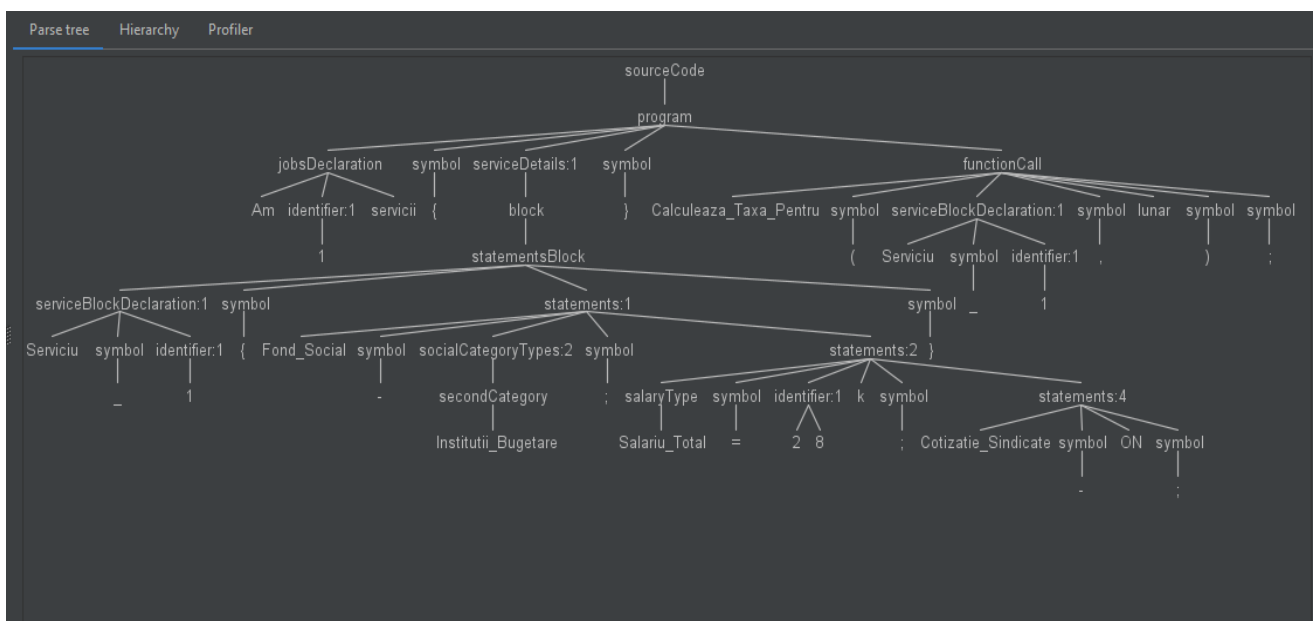 Parse tree Hierarchy Profiler
sourceCode
program
jobsDeclaration symbol serviceDetails:1 symbol functionCall
Am identifier:1 servicii { block } Calculeaza_Taxa_Pentru symbol serviceBlockDeclaration:1 symbol lunar symbol symbol
1 statementsBlock ( Serviciu symbol identifier:1 , ) ;
serviceBlockDeclaration:1 symbol statements:1 symbol _ 1
Serviciu symbol identifier:1 { Fond_Social symbol socialCategoryTypes:2 symbol statements:2 }
_ 1 - secondCategory ; salaryType symbol identifier:1 k symbol statements:4
Institutii_Bugetare Salariu_Total = 2 8 ; Cotizatie_Sindicate symbol ON symbol
- ;